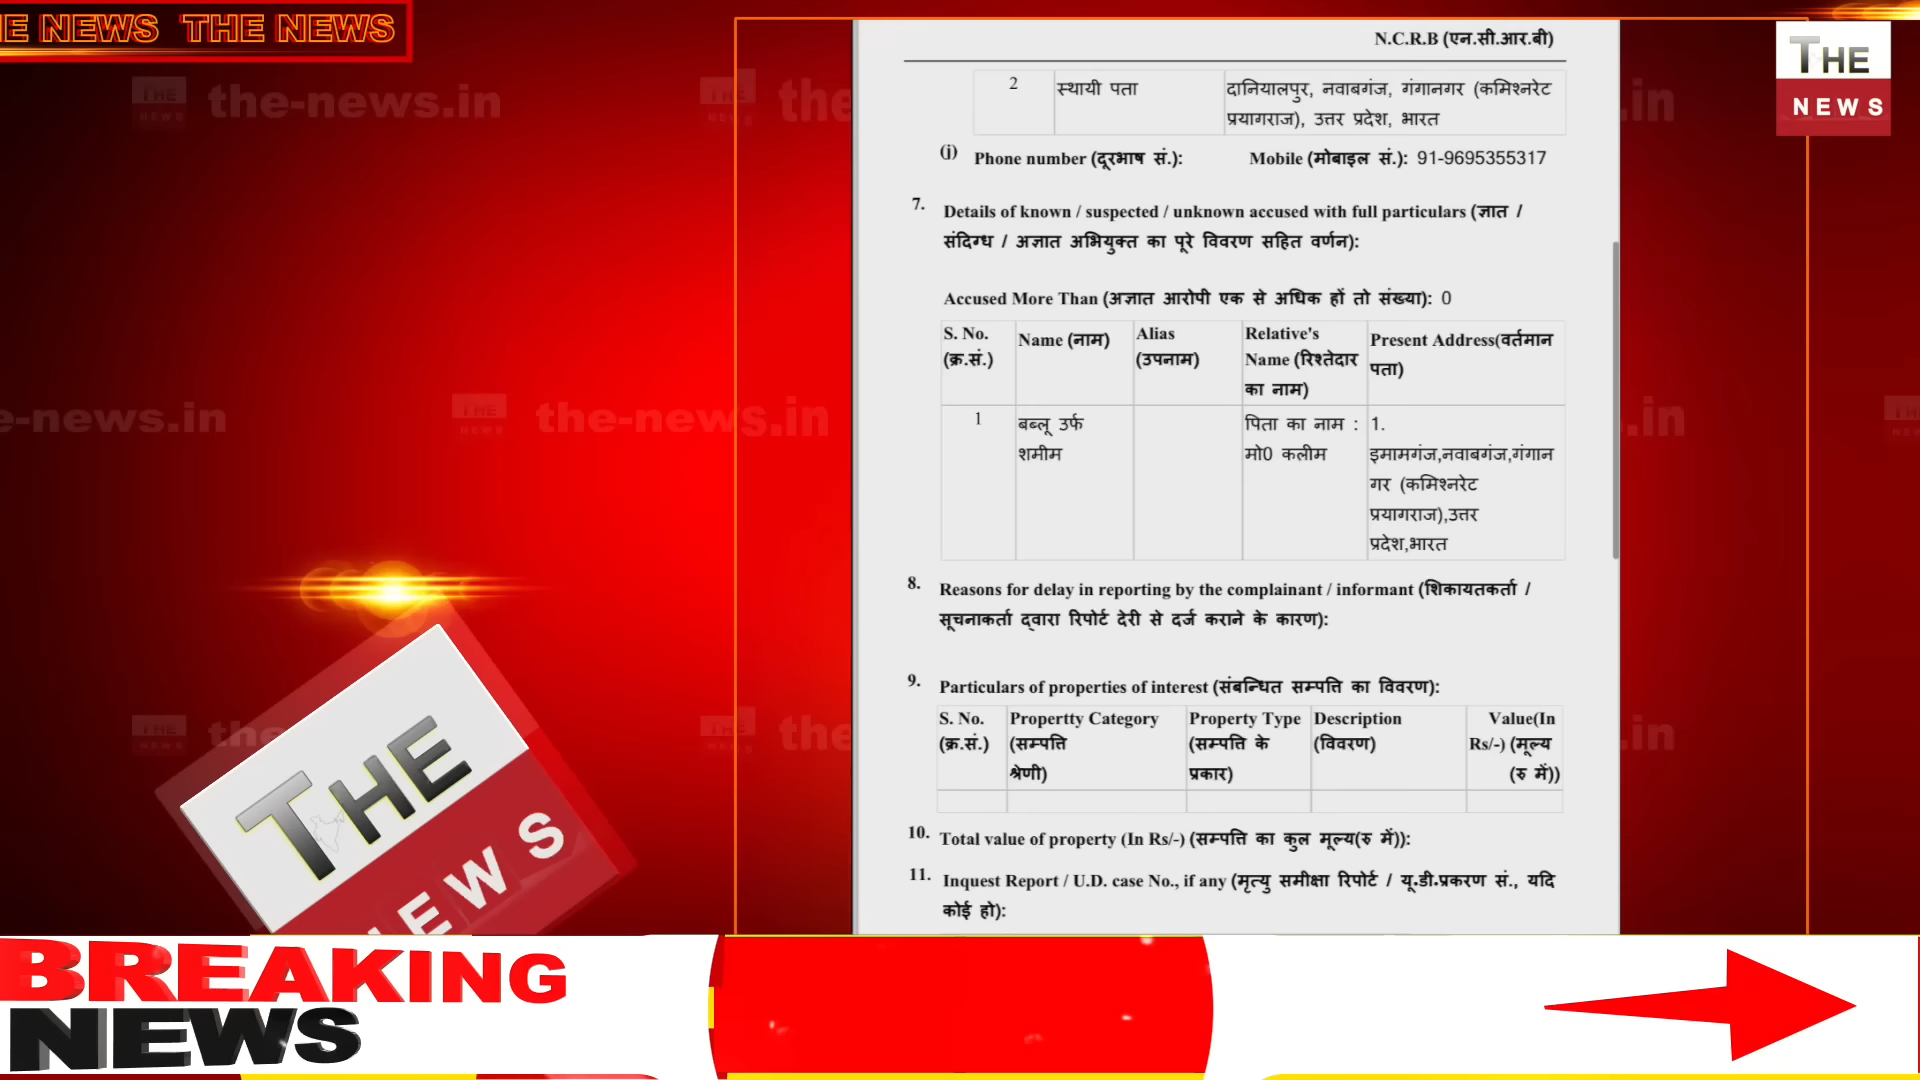 E NEWS THE NEWS
THE
NEWS
the-news.in
N.C.R.B (एन.सी.आर.बी)
2 स्थायी पता दानियालपुर, नवाबगंज, गंगानगर (कमिश्नरेट
प्रयागराज), उत्तर प्रदेश, भारत
(j) Phone number (दूरभाष सं.): Mobile (मोबाइल सं.): 91-9695355317
7. Details of known / suspected / unknown accused with full particulars (ज्ञात /
संदिग्ध / अज्ञात अभियुक्त का पूरे विवरण सहित वर्णन):
Accused More Than (अज्ञात आरोपी एक से अधिक हों तो संख्या): 0
S. No.
(क्र.सं.)
Name (नाम)
Alias
(उपनाम)
Relative's
Name (रिश्तेदार
का नाम)
Present Address(वर्तमान
पता)
1
बब्लू उर्फ
शमीम
पिता का नाम :
मो0 कलीम
1.
इमामगंज,नवाबगंज,गंगान
गर (कमिश्नरेट
प्रयागराज),उत्तर
प्रदेश,भारत
8. Reasons for delay in reporting by the complainant / informant (शिकायतकर्ता /
सूचनाकर्ता द्वारा रिपोर्ट देरी से दर्ज कराने के कारण):
9. Particulars of properties of interest (संबन्धित सम्पत्ति का विवरण):
S. No.
(क्र.सं.)
Propertty Category
(सम्पत्ति
श्रेणी)
Property Type
(सम्पत्ति के
प्रकार)
Description
(विवरण)
Value(In
Rs/-) (मूल्य
(रु में))
10. Total value of property (In Rs/-) (सम्पत्ति का कुल मूल्य(रु में)):
11. Inquest Report / U.D. case No., if any (मृत्यु समीक्षा रिपोर्ट / यू.डी.प्रकरण सं., यदि
कोई हो):
THE
EWS
BREAKING
NEWS